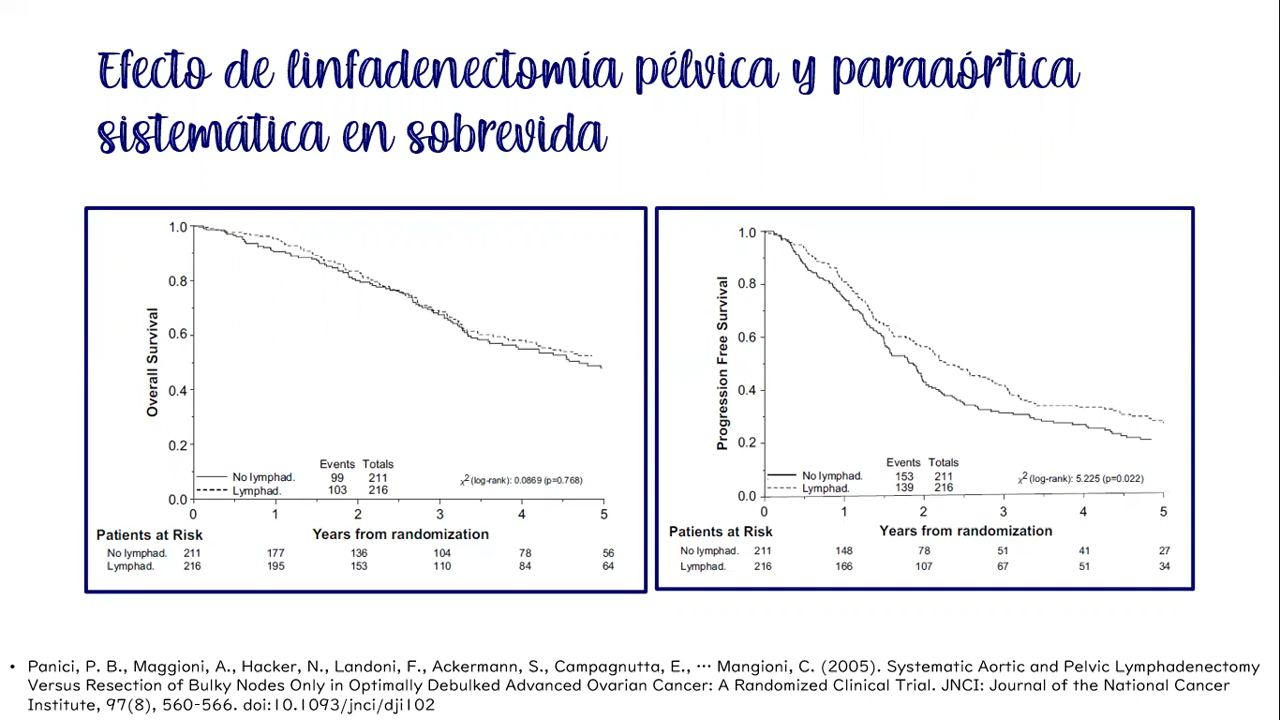 Efecto de linfadenectomía pélvica y paraaórtica
sistemática en sobrevida
Overall Survival
1.0
0.8
0.6
0.4
0.2
0.0
Events Totals
No lymphad. 99 211
Lymphad. 103 216
χ² (log-rank): 0.0869 (p=0.768)
0 1 2 3 4 5
Patients at Risk Years from randomization
No lymphad. 211 177 136 104 78 56
Lymphad. 216 195 153 110 84 64
Progression Free Survival
1.0
0.8
0.6
0.4
0.2
0.0
Events Totals
No lymphad. 153 211
Lymphad. 139 216
χ² (log-rank): 5.225 (p=0.022)
0 1 2 3 4 5
Patients at Risk Years from randomization
No lymphad. 211 148 78 51 41 27
Lymphad. 216 166 107 67 51 34
• Panici, P. B., Maggioni, A., Hacker, N., Landoni, F., Ackermann, S., Campagnutta, E., … Mangioni, C. (2005). Systematic Aortic and Pelvic Lymphadenectomy
Versus Resection of Bulky Nodes Only in Optimally Debulked Advanced Ovarian Cancer: A Randomized Clinical Trial. JNCI: Journal of the National Cancer
Institute, 97(8), 560-566. doi:10.1093/jnci/dji102